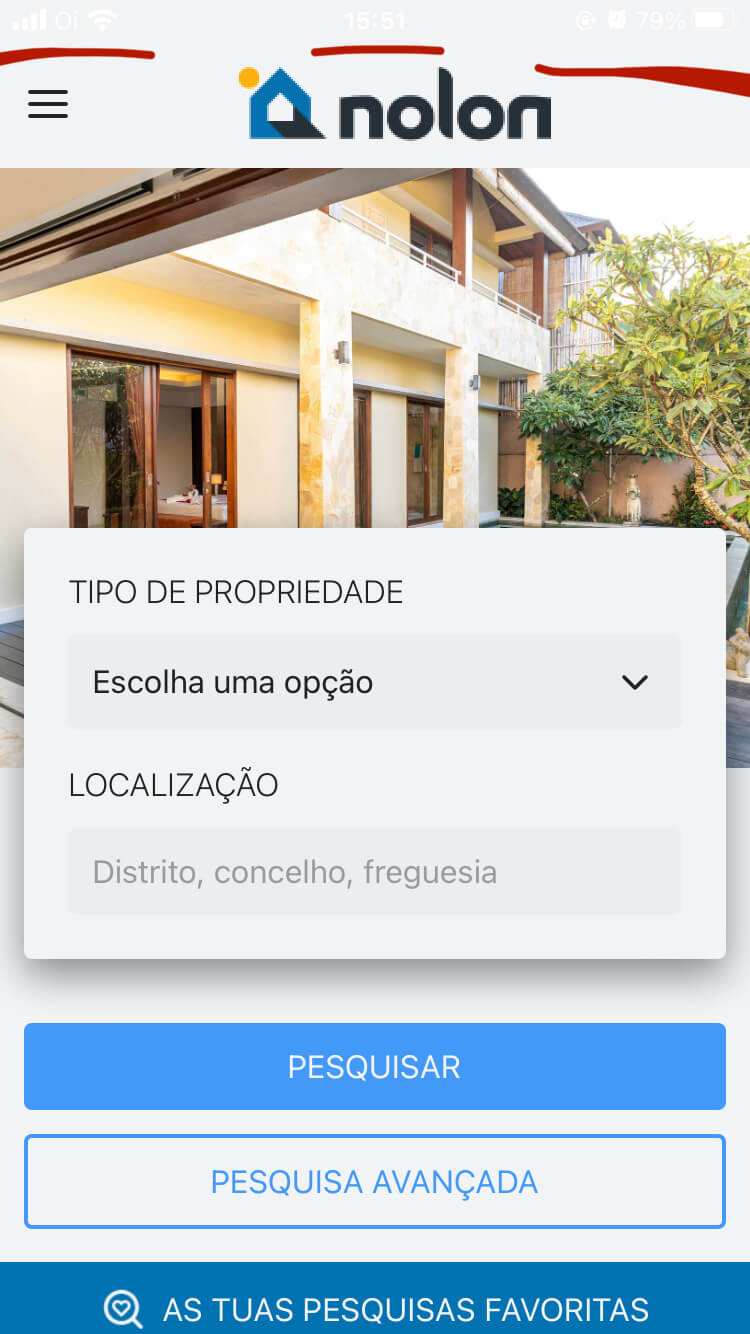 Oi 15:51 79%
nolon
TIPO DE PROPRIEDADE
Escolha uma opção
LOCALIZAÇÃO
Distrito, concelho, freguesia
PESQUISAR
PESQUISA AVANÇADA
AS TUAS PESQUISAS FAVORITAS